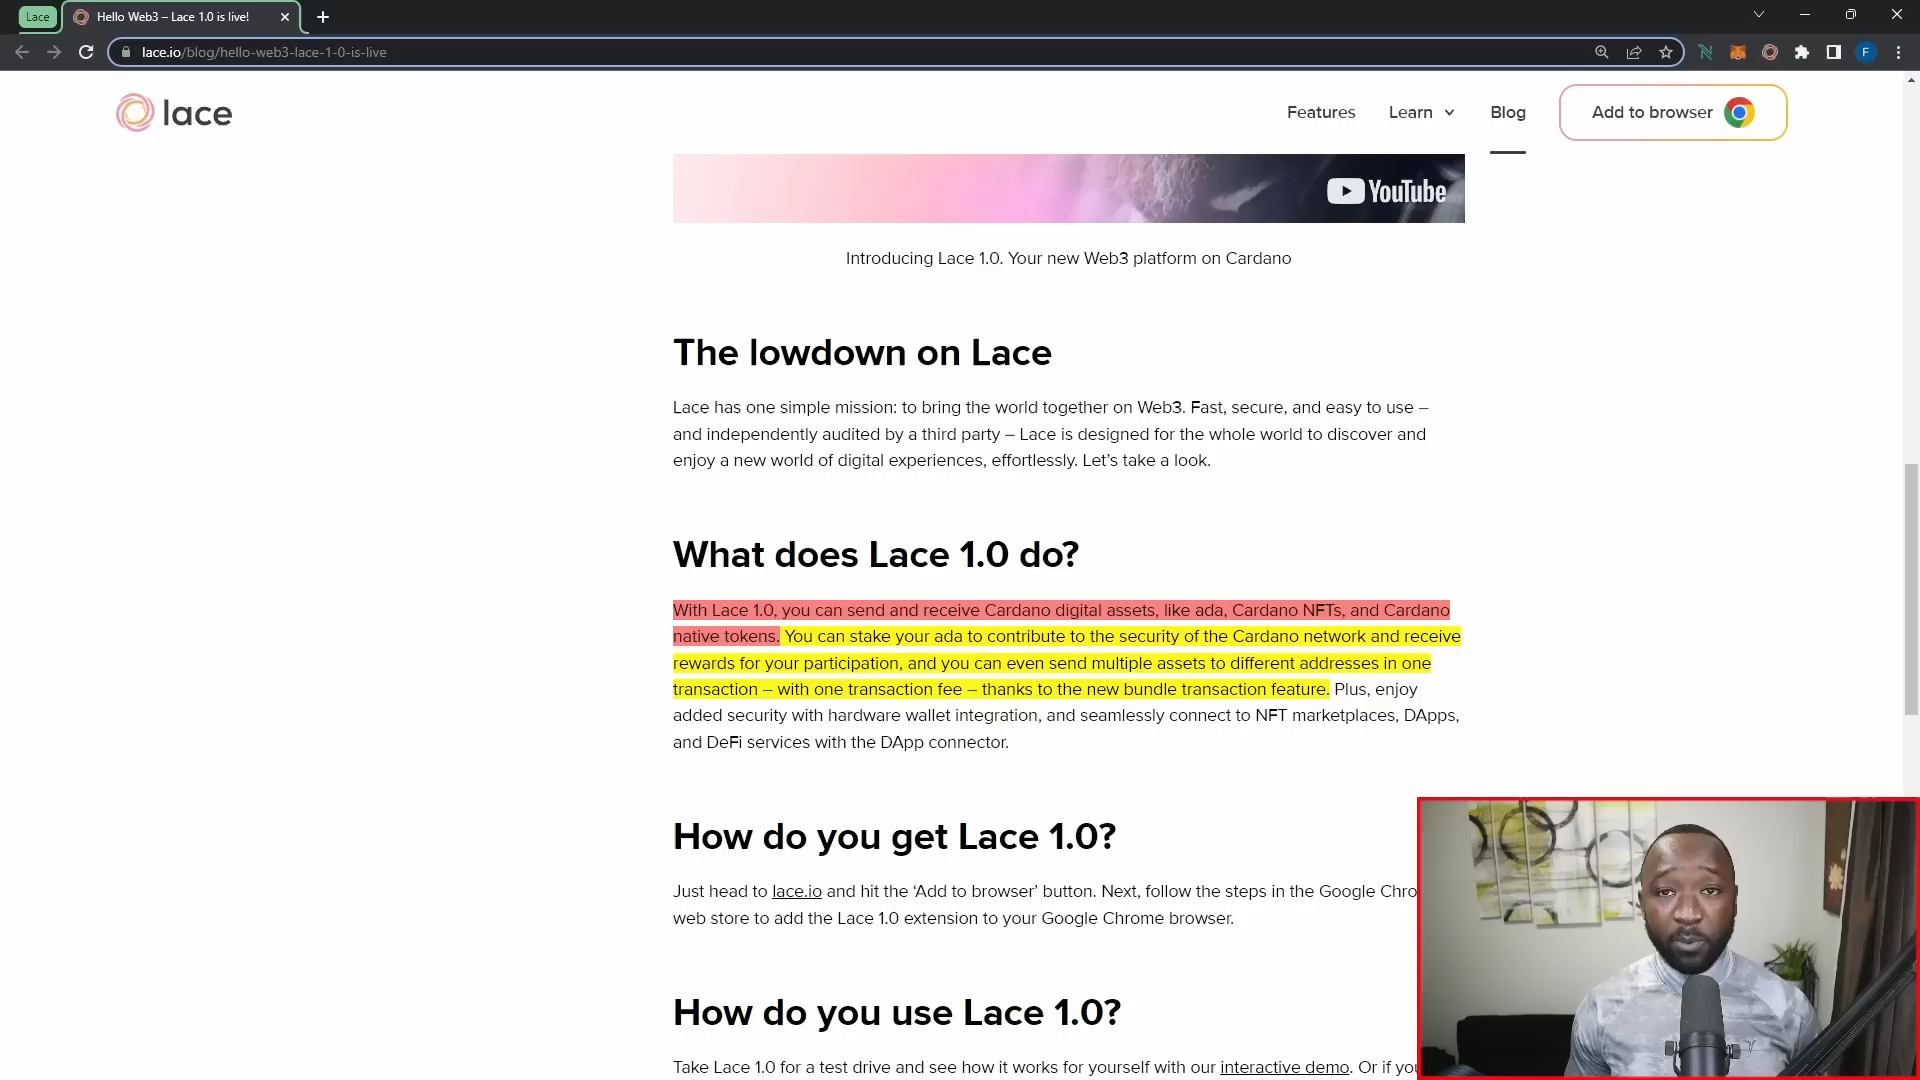 Lace
Hello Web3 – Lace 1.0 is live!
lace.io/blog/hello-web3-lace-1-0-is-live
F
lace
Features
Learn
Blog
Add to browser
YouTube
Introducing Lace 1.0. Your new Web3 platform on Cardano
The lowdown on Lace
Lace has one simple mission: to bring the world together on Web3. Fast, secure, and easy to use –
and independently audited by a third party – Lace is designed for the whole world to discover and
enjoy a new world of digital experiences, effortlessly. Let’s take a look.
What does Lace 1.0 do?
With Lace 1.0, you can send and receive Cardano digital assets, like ada, Cardano NFTs, and Cardano
native tokens. You can stake your ada to contribute to the security of the Cardano network and receive
rewards for your participation, and you can even send multiple assets to different addresses in one
transaction – with one transaction fee – thanks to the new bundle transaction feature. Plus, enjoy
added security with hardware wallet integration, and seamlessly connect to NFT marketplaces, DApps,
and DeFi services with the DApp connector.
How do you get Lace 1.0?
Just head to lace.io and hit the ‘Add to browser’ button. Next, follow the steps in the Google Chro
web store to add the Lace 1.0 extension to your Google Chrome browser.
How do you use Lace 1.0?
Take Lace 1.0 for a test drive and see how it works for yourself with our interactive demo. Or if you